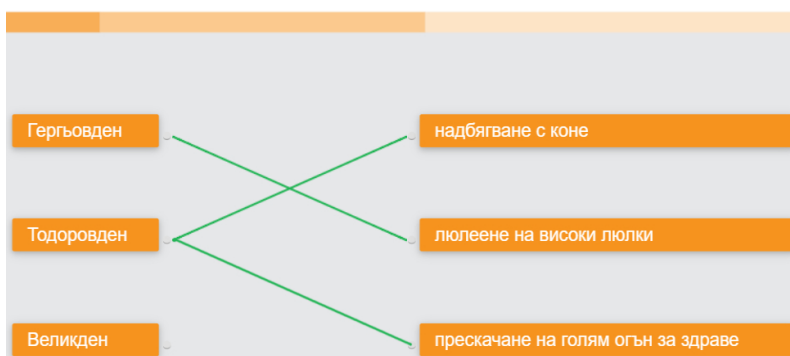 Гергьовден
надбягване с коне
Тодоровден
люлеене на високи люлки
Великден
прескачане на голям огън за здраве